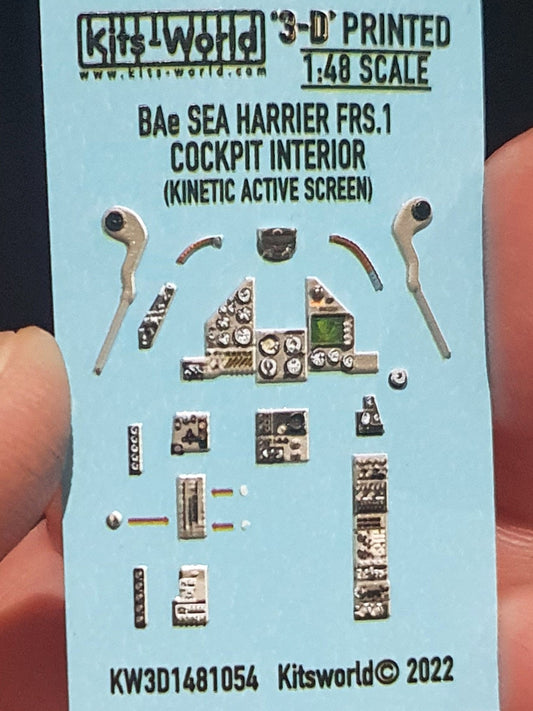 Kits-World '3-D' PRINTED
www.kits-world.com 1:48 SCALE
BAe SEA HARRIER FRS.1
COCKPIT INTERIOR
(KINETIC ACTIVE SCREEN)
KW3D1481054 Kitsworld© 2022